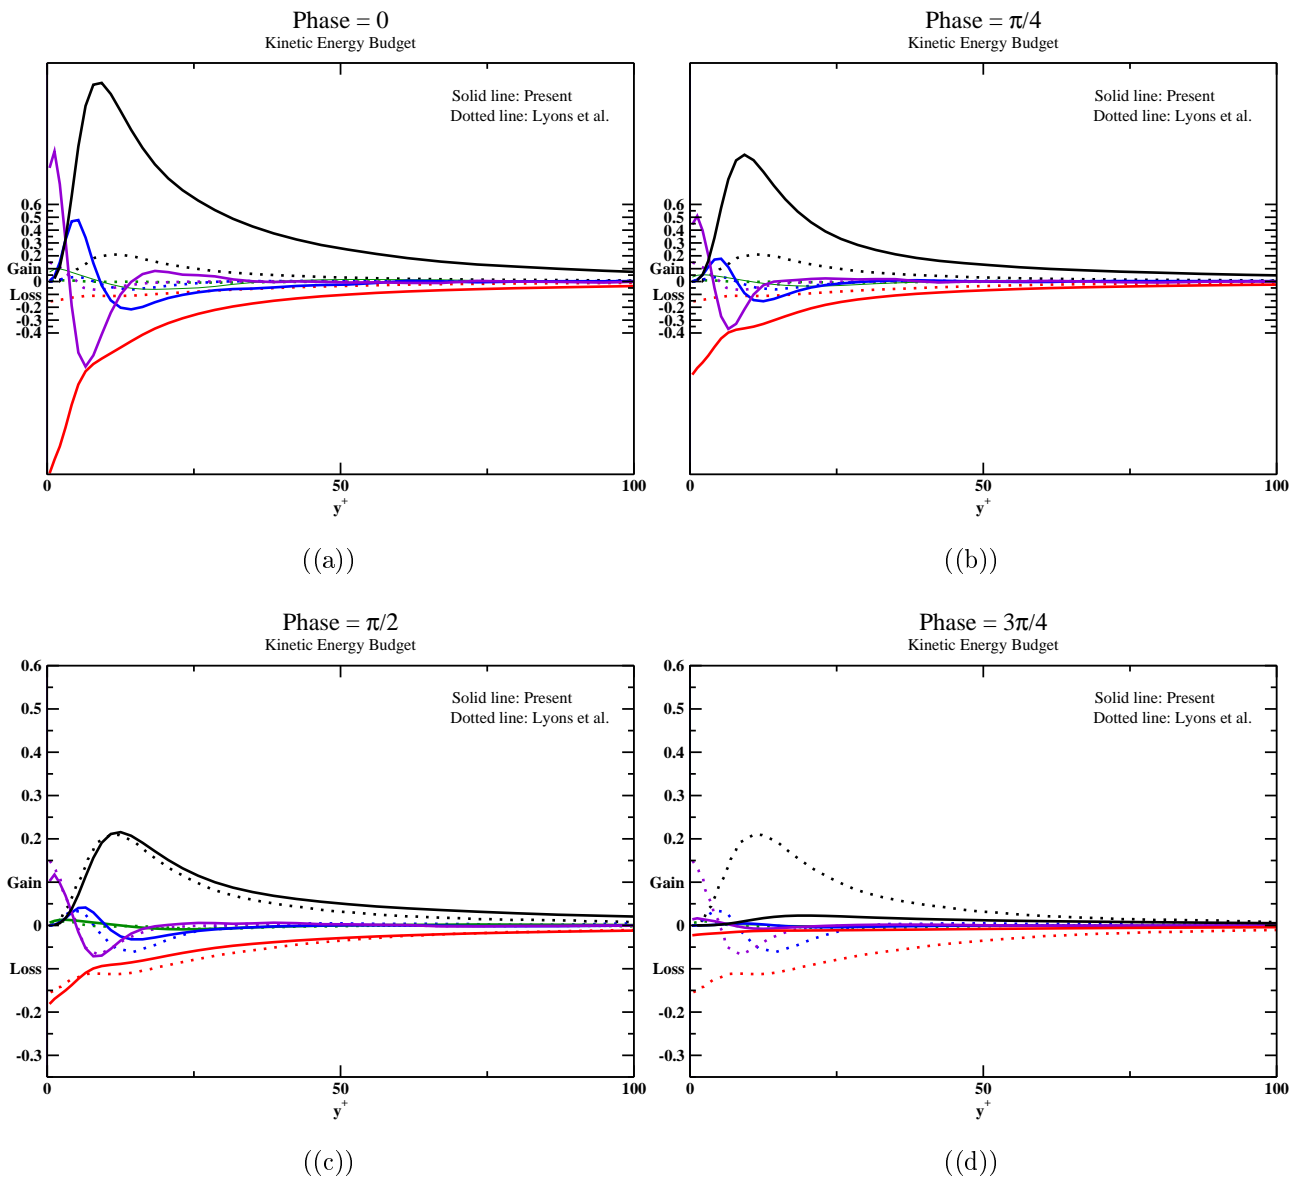 Phase = 0
Kinetic Energy Budget
Solid line: Present
Dotted line: Lyons et al.
0.6
0.5
0.4
0.3
0.2
Gain
0
Loss
-0.2
-0.3
-0.4
0 50 100
y+
((a))
Phase = π/4
Kinetic Energy Budget
Solid line: Present
Dotted line: Lyons et al.
0.6
0.5
0.4
0.3
0.2
Gain
0
Loss
-0.2
-0.3
-0.4
0 50 100
y+
((b))
Phase = π/2
Kinetic Energy Budget
Solid line: Present
Dotted line: Lyons et al.
0.6
0.5
0.4
0.3
0.2
Gain
0
Loss
-0.2
-0.3
0 50 100
y+
((c))
Phase = 3π/4
Kinetic Energy Budget
Solid line: Present
Dotted line: Lyons et al.
0.6
0.5
0.4
0.3
0.2
Gain
0
Loss
-0.2
-0.3
0 50 100
y+
((d))